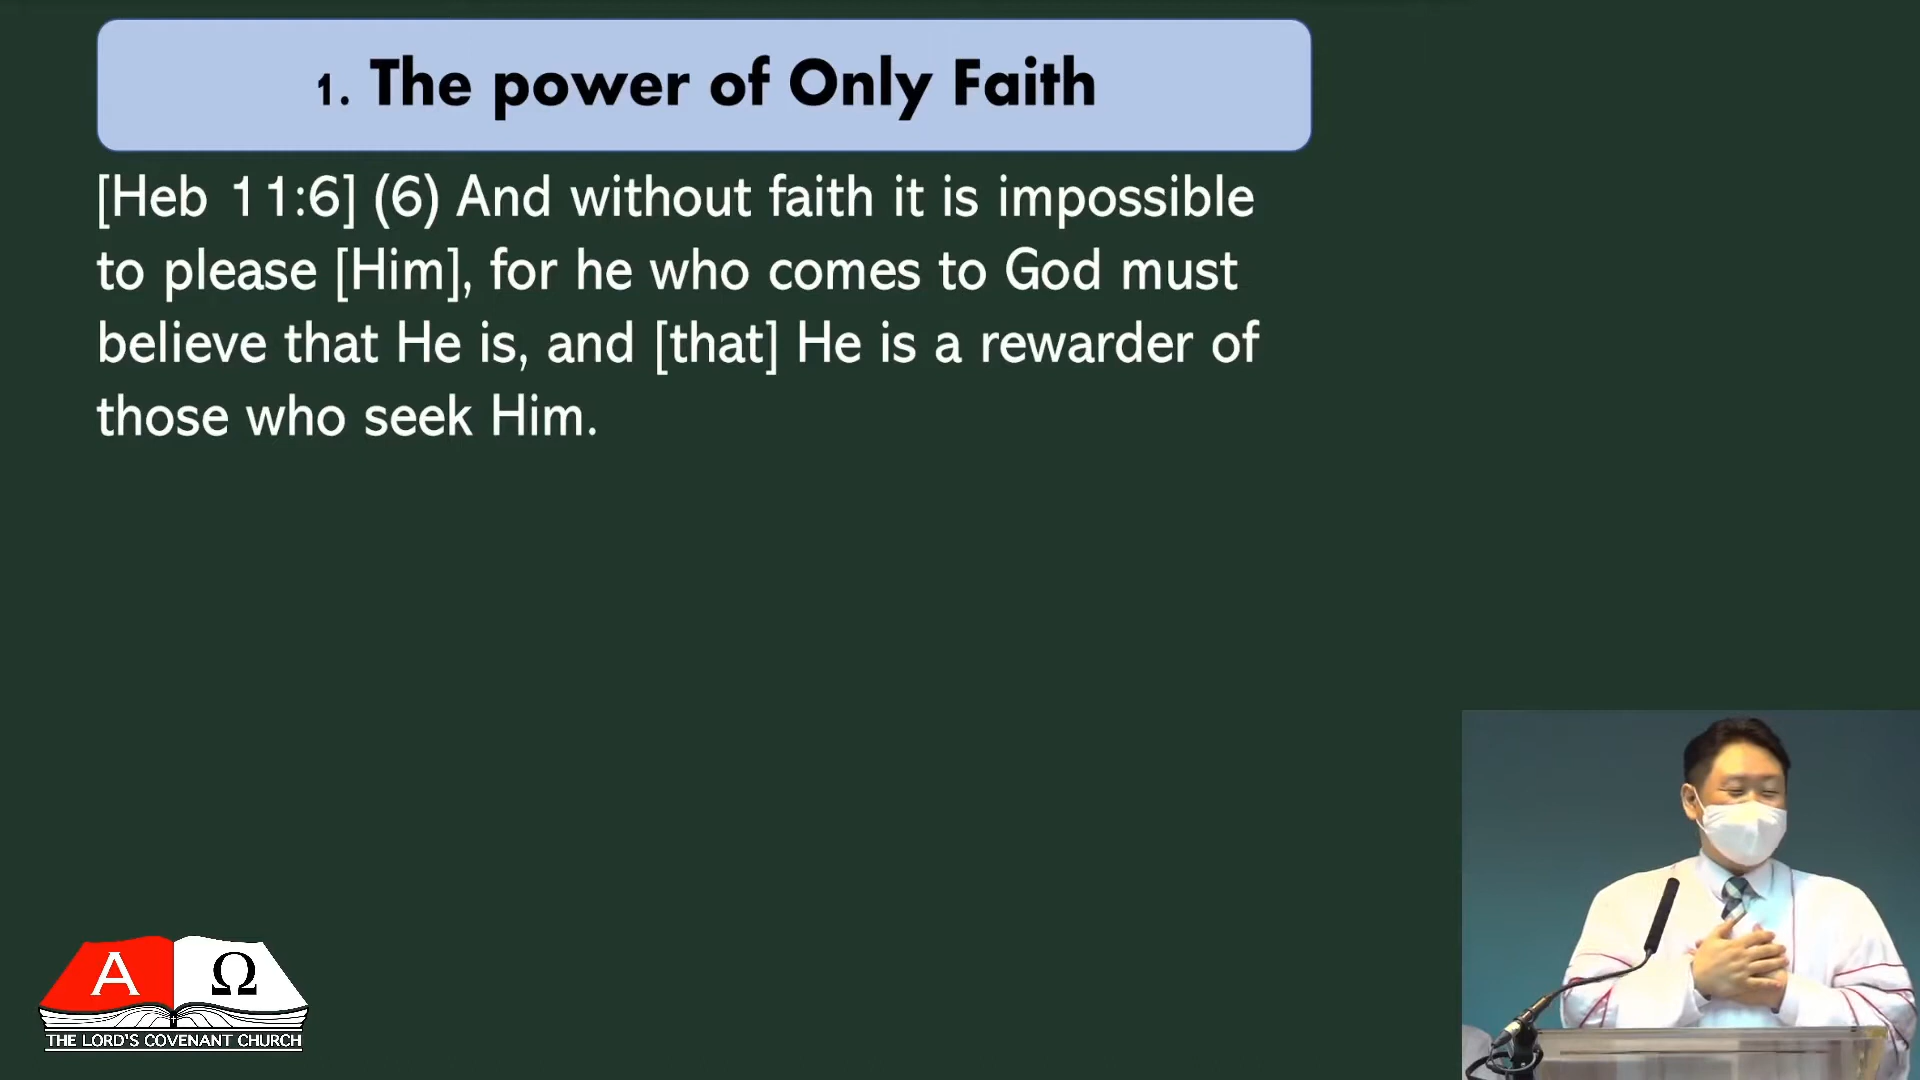 1. The power of Only Faith
[Heb 11:6] (6) And without faith it is impossible
to please [Him], for he who comes to God must
believe that He is, and [that] He is a rewarder of
those who seek Him.
Α Ω
THE LORD'S COVENANT CHURCH